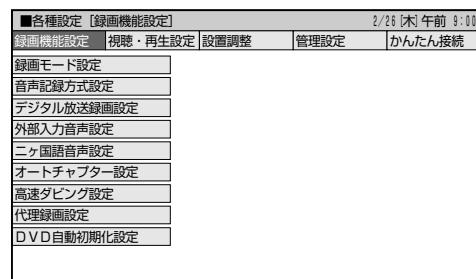 ■各種設定［録画機能設定］ 2/26[木]午前 9:00
録画機能設定 視聴・再生設定 設置調整 管理設定 かんたん接続
録画モード設定
音声記録方式設定
デジタル放送録画設定
外部入力音声設定
二ヶ国語音声設定
オートチャプター設定
高速ダビング設定
代理録画設定
ＤＶＤ自動初期化設定